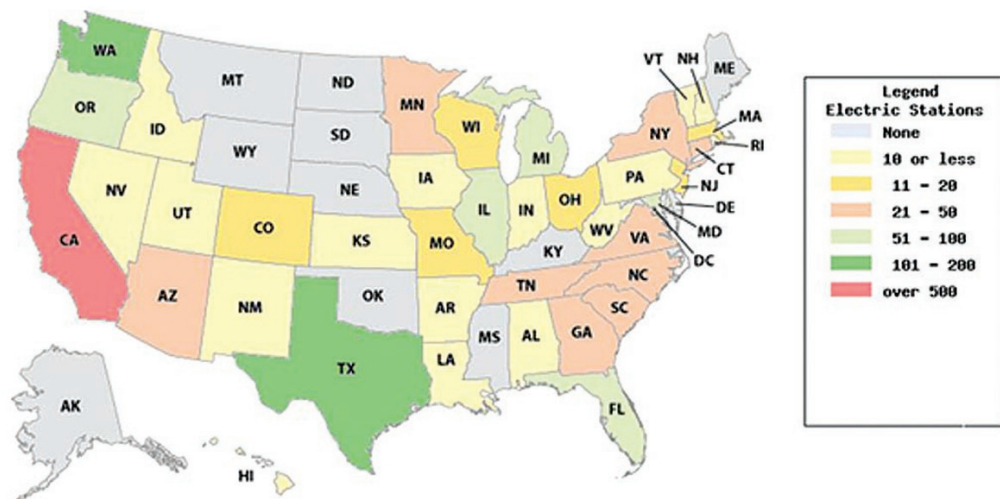 WA
OR
CA
ID
NV
MT
WY
UT
AZ
CO
NM
ND
SD
NE
KS
OK
TX
MN
IA
MO
AR
LA
WI
IL
MI
IN
OH
KY
TN
MS
AL
GA
FL
SC
NC
VA
WV
PA
NY
VT
NH
ME
MA
RI
CT
NJ
DE
MD
DC
AK
HI
Legend
Electric Stations
None
10 or less
11 - 20
21 - 50
51 - 100
101 - 200
over 500